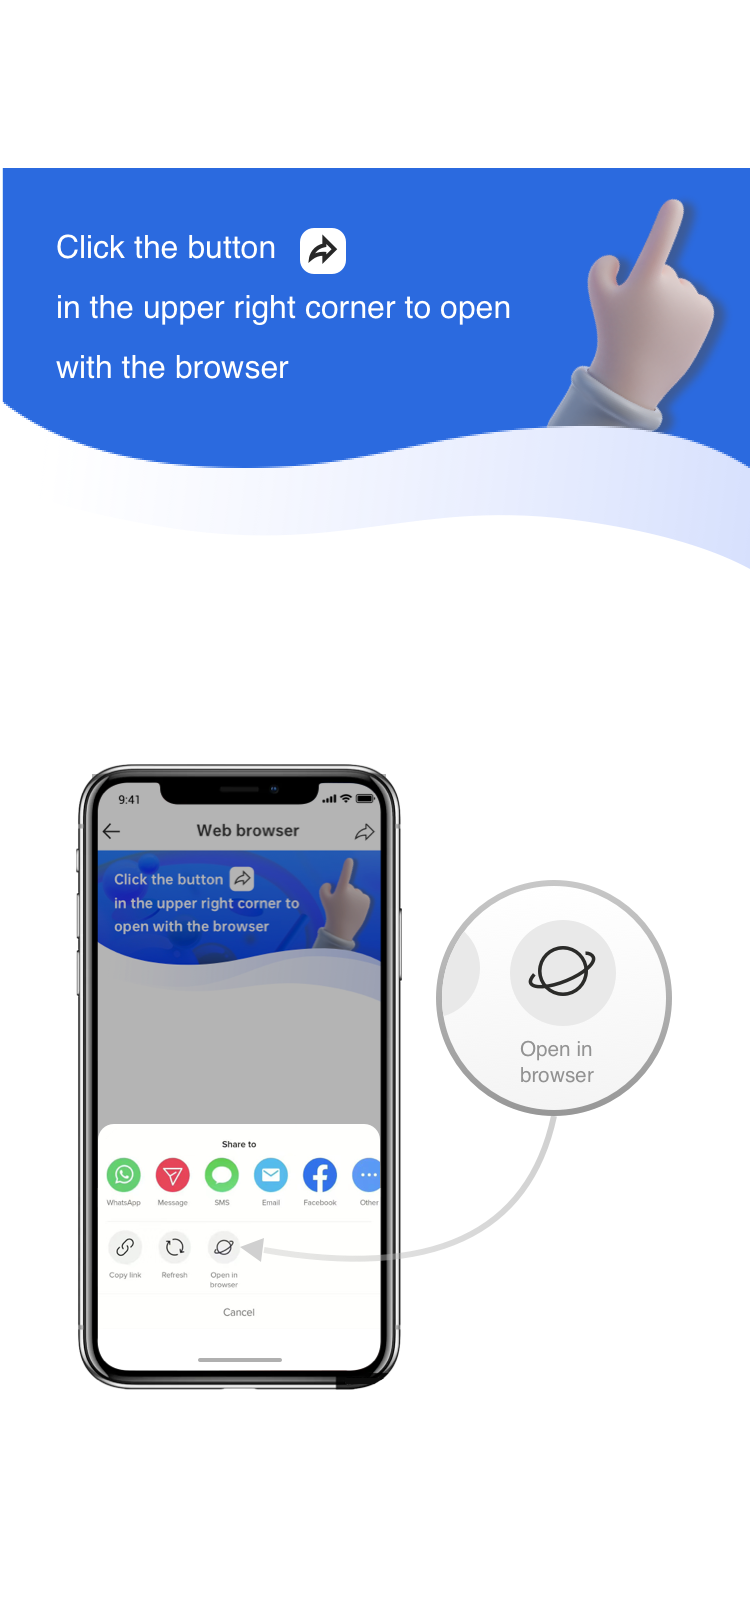 Click the button
in the upper right corner to open
with the browser
9:41
Web browser
Click the button
in the upper right corner to
open with the browser
Open in
browser
Share to
WhatsApp Message SMS Email Facebook Other
Copy link Refresh Open in
browser
Cancel